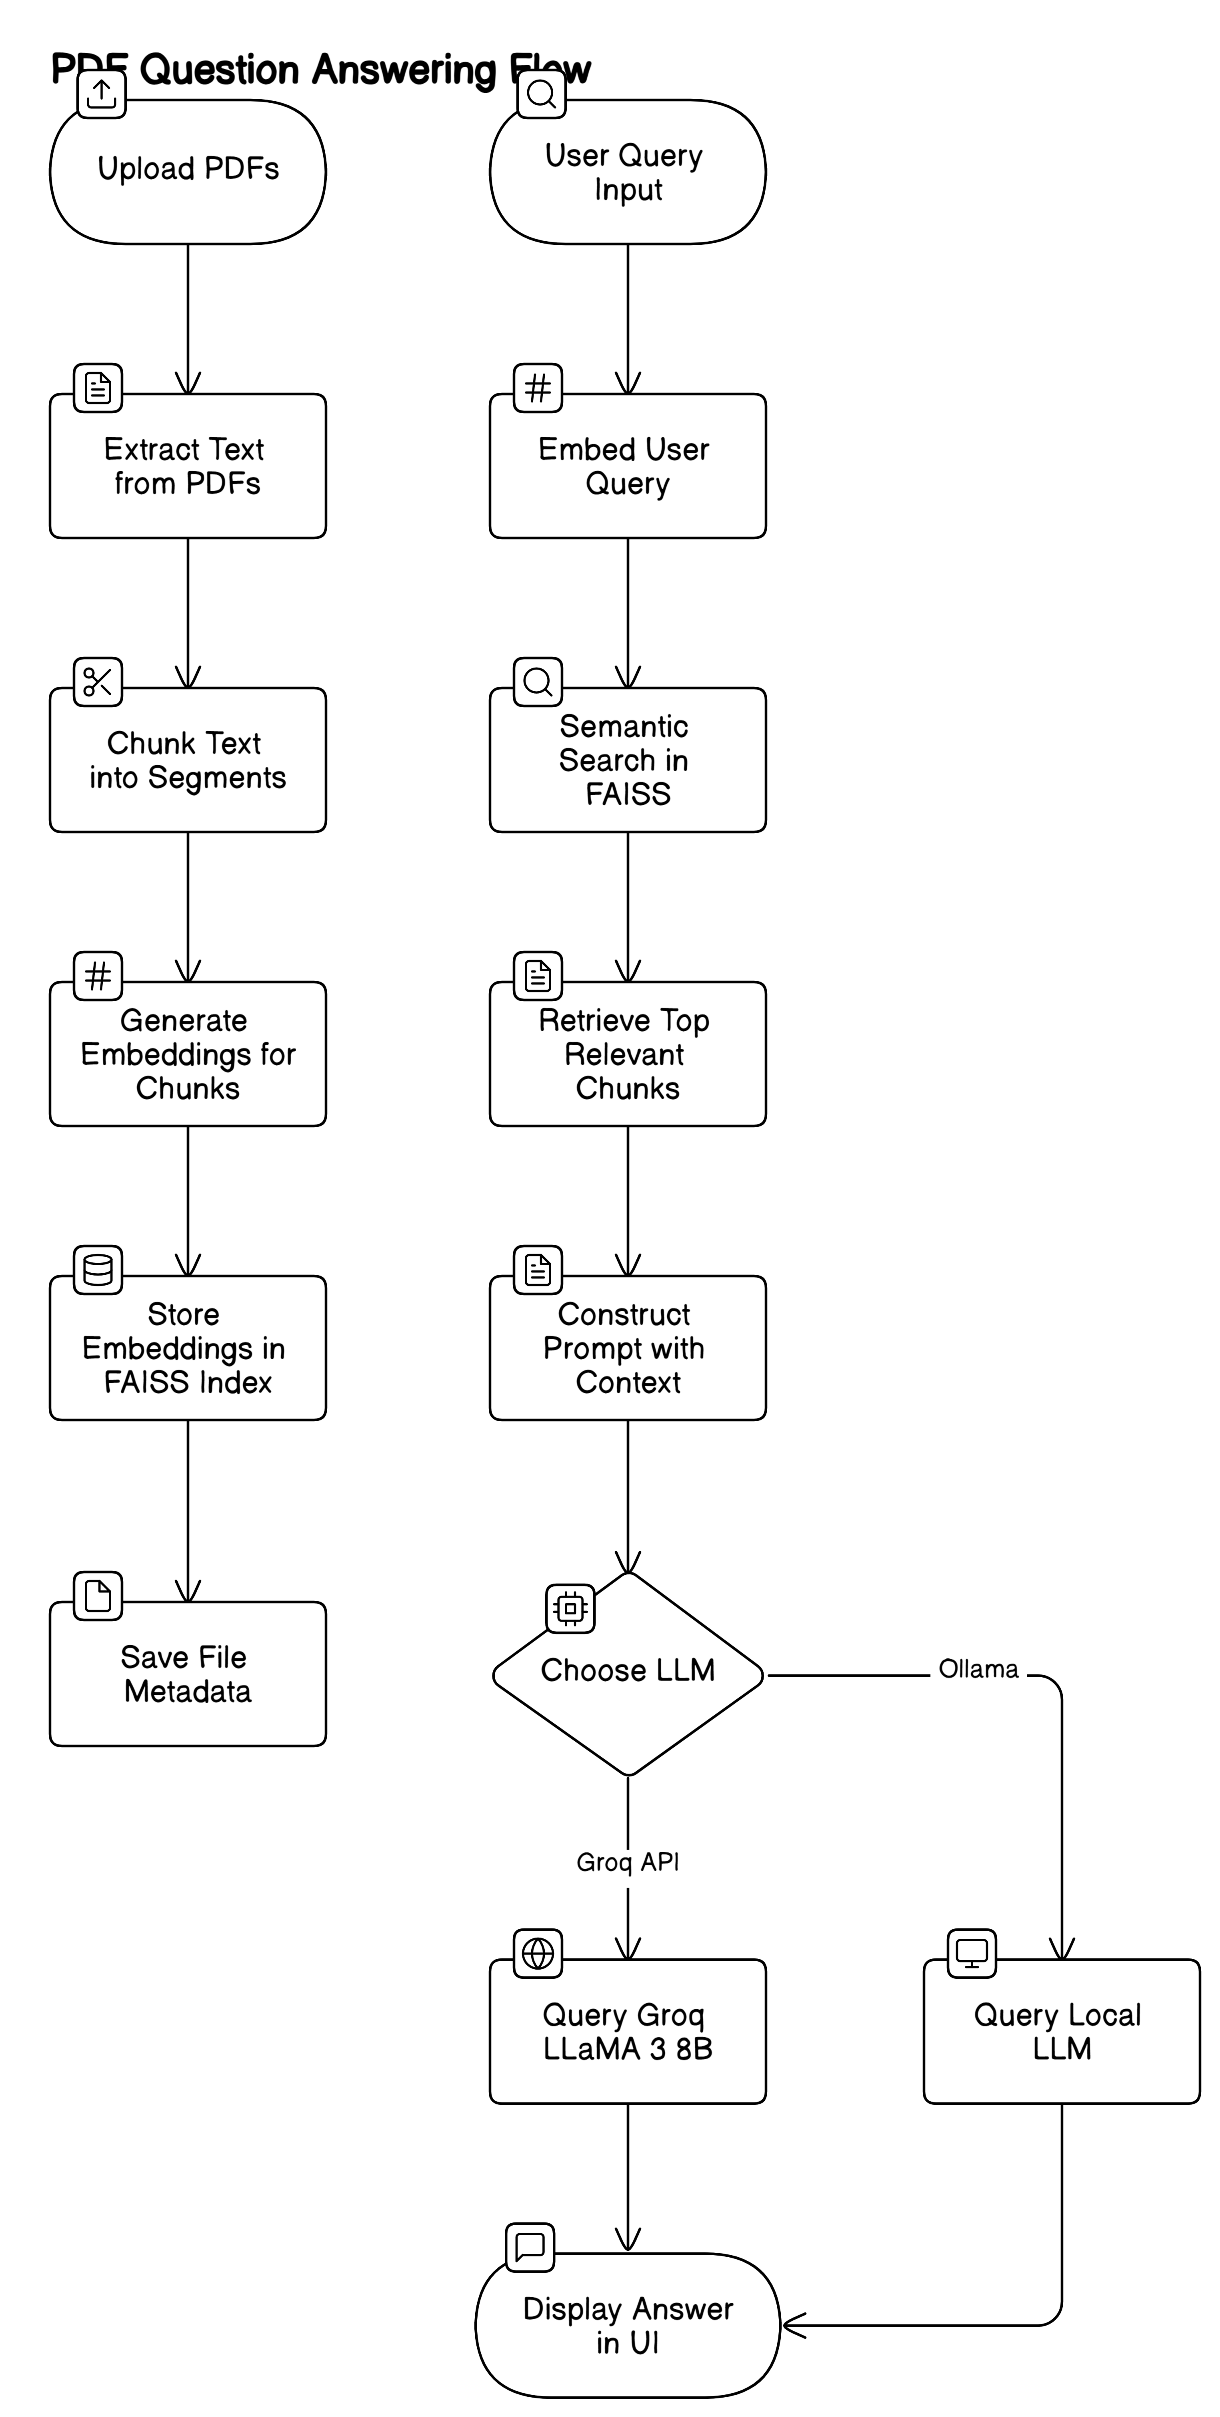 PDF Question Answering Flow
Upload PDFs
Extract Text
from PDFs
Chunk Text
into Segments
Generate
Embeddings for
Chunks
Store
Embeddings in
FAISS Index
Save File
Metadata
User Query
Input
Embed User
Query
Semantic
Search in
FAISS
Retrieve Top
Relevant
Chunks
Construct
Prompt with
Context
Choose LLM
Ollama
Groq API
Query Groq
LLaMA 3 8B
Query Local
LLM
Display Answer
in UI